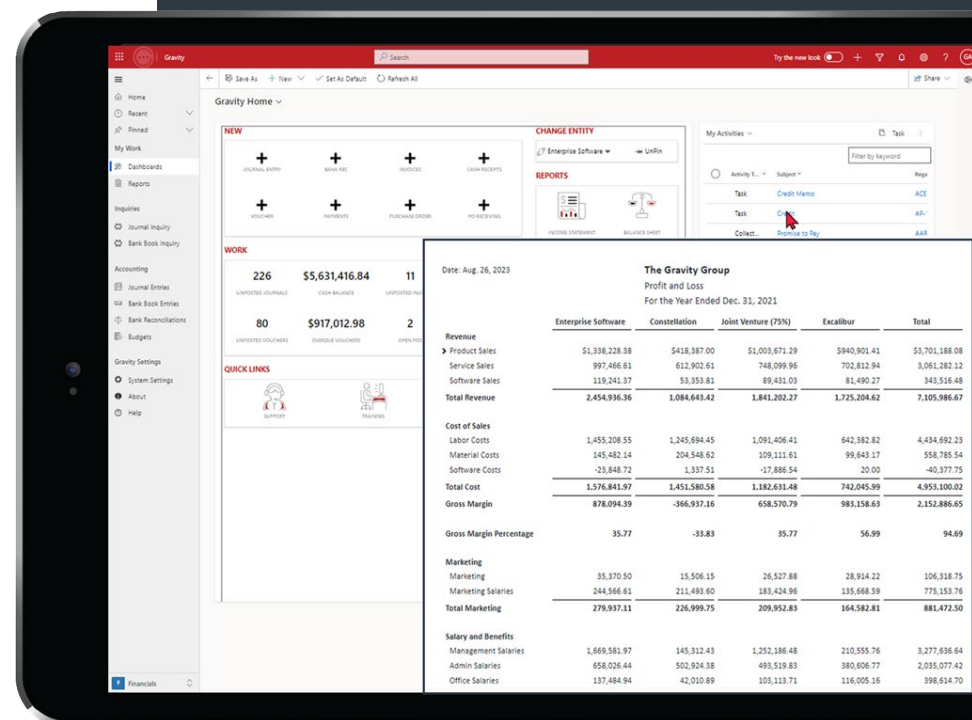 Gravity
Search
Try the new look
GA
Save As
New
Set As Default
Refresh All
Share
Home
Recent
Pinned
My Work
Dashboards
Reports
Inquiries
Journal Inquiry
Bank Book Inquiry
Accounting
Journal Entries
Bank Book Entries
Bank Reconciliations
Budgets
Gravity Settings
System Settings
About
Help
Financials
Gravity Home
NEW
JOURNAL ENTRY BANK REC INVOICES CASH RECEIPTS
VOUCHER PAYMENTS PURCHASE ORDER PO RECEIVING
CHANGE ENTITY
Enterprise Software UnPin
REPORTS
INCOME STATEMENT BALANCE SHEET
WORK
226 $5,631,416.84 11
UNPOSTED JOURNALS CASH BALANCE UNPOSTED
80 $917,012.98 2
UNPOSTED VOUCHERS OVERDUE VOUCHERS OPEN
QUICK LINKS
SUPPORT TRAINING
My Activities Task
Filter by keyword
Activity T... Subject Rega
Task Credit Memo ACE
Task
Collect... Promise to Pay AAR
Date: Aug. 26, 2023
The Gravity Group
Profit and Loss
For the Year Ended Dec. 31, 2021
Enterprise Software Constellation Joint Venture (75%) Excalibur Total
Revenue
Product Sales $1,338,228.38 $418,387.00 $1,003,671.29 $940,901.41 $3,701,188.08
Service Sales 997,466.61 612,902.61 748,099.96 702,812.94 3,061,282.12
Software Sales 119,241.37 53,353.81 89,431.03 81,490.27 343,516.48
Total Revenue 2,454,936.36 1,084,643.42 1,841,202.27 1,725,204.62 7,105,986.67
Cost of Sales
Labor Costs 1,455,208.55 1,245,694.45 1,091,406.41 642,382.82 4,434,692.23
Material Costs 145,482.14 204,548.62 109,111.61 99,643.17 558,785.54
Software Costs -23,848.72 1,337.51 -17,886.54 20.00 -40,377.75
Total Cost 1,576,841.97 1,451,580.58 1,182,631.48 742,045.99 4,953,100.02
Gross Margin 878,094.39 -366,937.16 658,570.79 983,158.63 2,152,886.65
Gross Margin Percentage 35.77 -33.83 35.77 56.99 94.69
Marketing
Marketing 35,370.50 15,506.15 26,527.88 28,914.22 106,318.75
Marketing Salaries 244,566.61 211,493.60 183,424.96 135,668.59 775,153.76
Total Marketing 279,937.11 226,999.75 209,952.83 164,582.81 881,472.50
Salary and Benefits
Management Salaries 1,669,581.97 145,312.43 1,252,186.48 210,555.76 3,277,636.64
Admin Salaries 658,026.44 502,924.38 493,519.83 380,606.77 2,035,077.42
Office Salaries 137,484.94 42,010.89 103,113.71 116,005.16 398,614.70